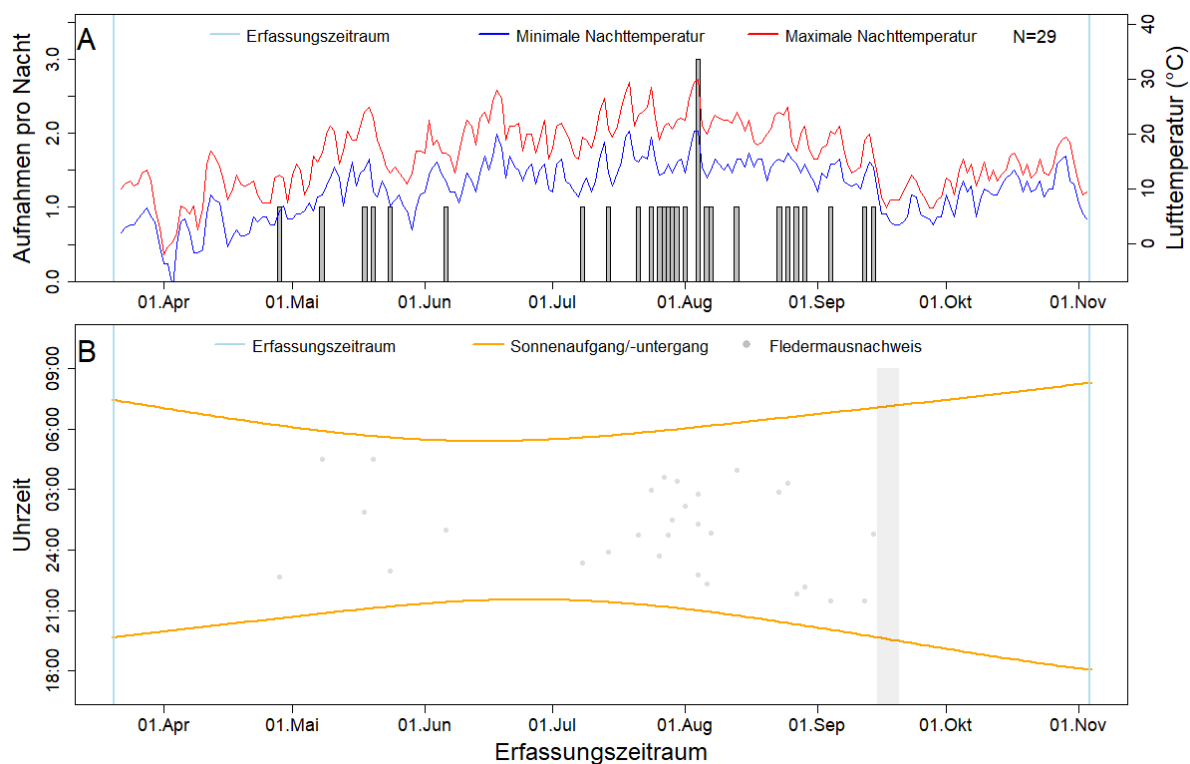 A
Erfassungszeitraum
Minimale Nachttemperatur
Maximale Nachttemperatur
N=29
Aufnahmen pro Nacht
0.0
1.0
2.0
3.0
Lufttemperatur (°C)
0
10
20
30
40
01.Apr
01.Mai
01.Jun
01.Jul
01.Aug
01.Sep
01.Okt
01.Nov
B
Erfassungszeitraum
Sonnenaufgang/-untergang
Fledermausnachweis
Uhrzeit
18:00
21:00
24:00
03:00
06:00
09:00
01.Apr
01.Mai
01.Jun
01.Jul
01.Aug
01.Sep
01.Okt
01.Nov
Erfassungszeitraum